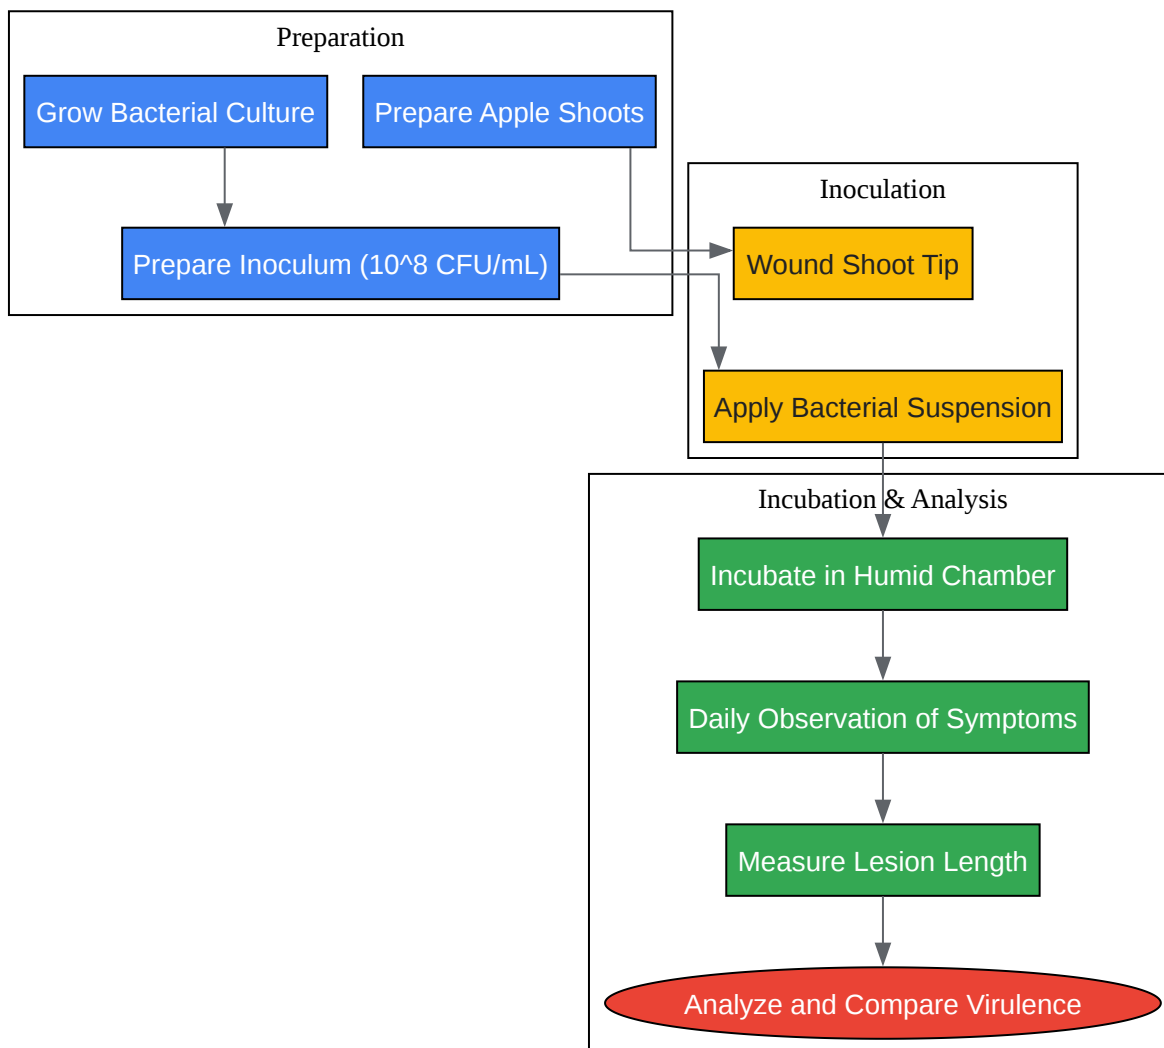 Preparation
Grow Bacterial Culture
Prepare Apple Shoots
Prepare Inoculum (10^8 CFU/mL)
Inoculation
Wound Shoot Tip
Apply Bacterial Suspension
Incubation & Analysis
Incubate in Humid Chamber
Daily Observation of Symptoms
Measure Lesion Length
Analyze and Compare Virulence